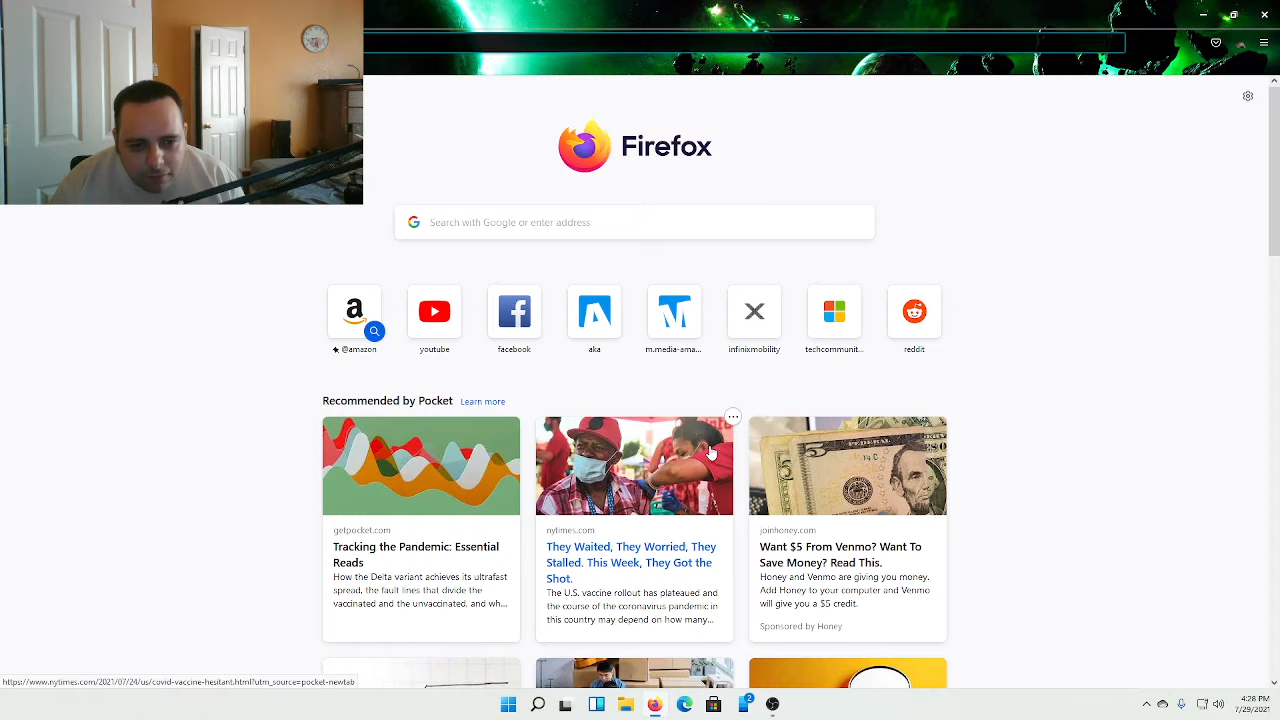 Firefox
Search with Google or enter address
@amazon
youtube
facebook
aka
m.media-ama...
infinixmobility
techcommunit...
reddit
Recommended by Pocket Learn more
getpocket.com
Tracking the Pandemic: Essential
Reads
How the Delta variant achieves its ultrafast
spread, the fault lines that divide the
vaccinated and the unvaccinated, and wh...
nytimes.com
They Waited, They Worried, They
Stalled. This Week, They Got the
Shot.
The U.S. vaccine rollout has plateaued and
the course of the coronavirus pandemic in
this country may depend on how many...
joinhoney.com
Want $5 From Venmo? Want To
Save Money? Read This.
Honey and Venmo are giving you money.
Add Honey to your computer and Venmo
will give you a $5 credit.
Sponsored by Honey
https://www.nytimes.com/2021/07/24/us/covid-vaccine-hesitant.html?utm_source=pocket-newtab
2
4:28 PM
7/29/2021